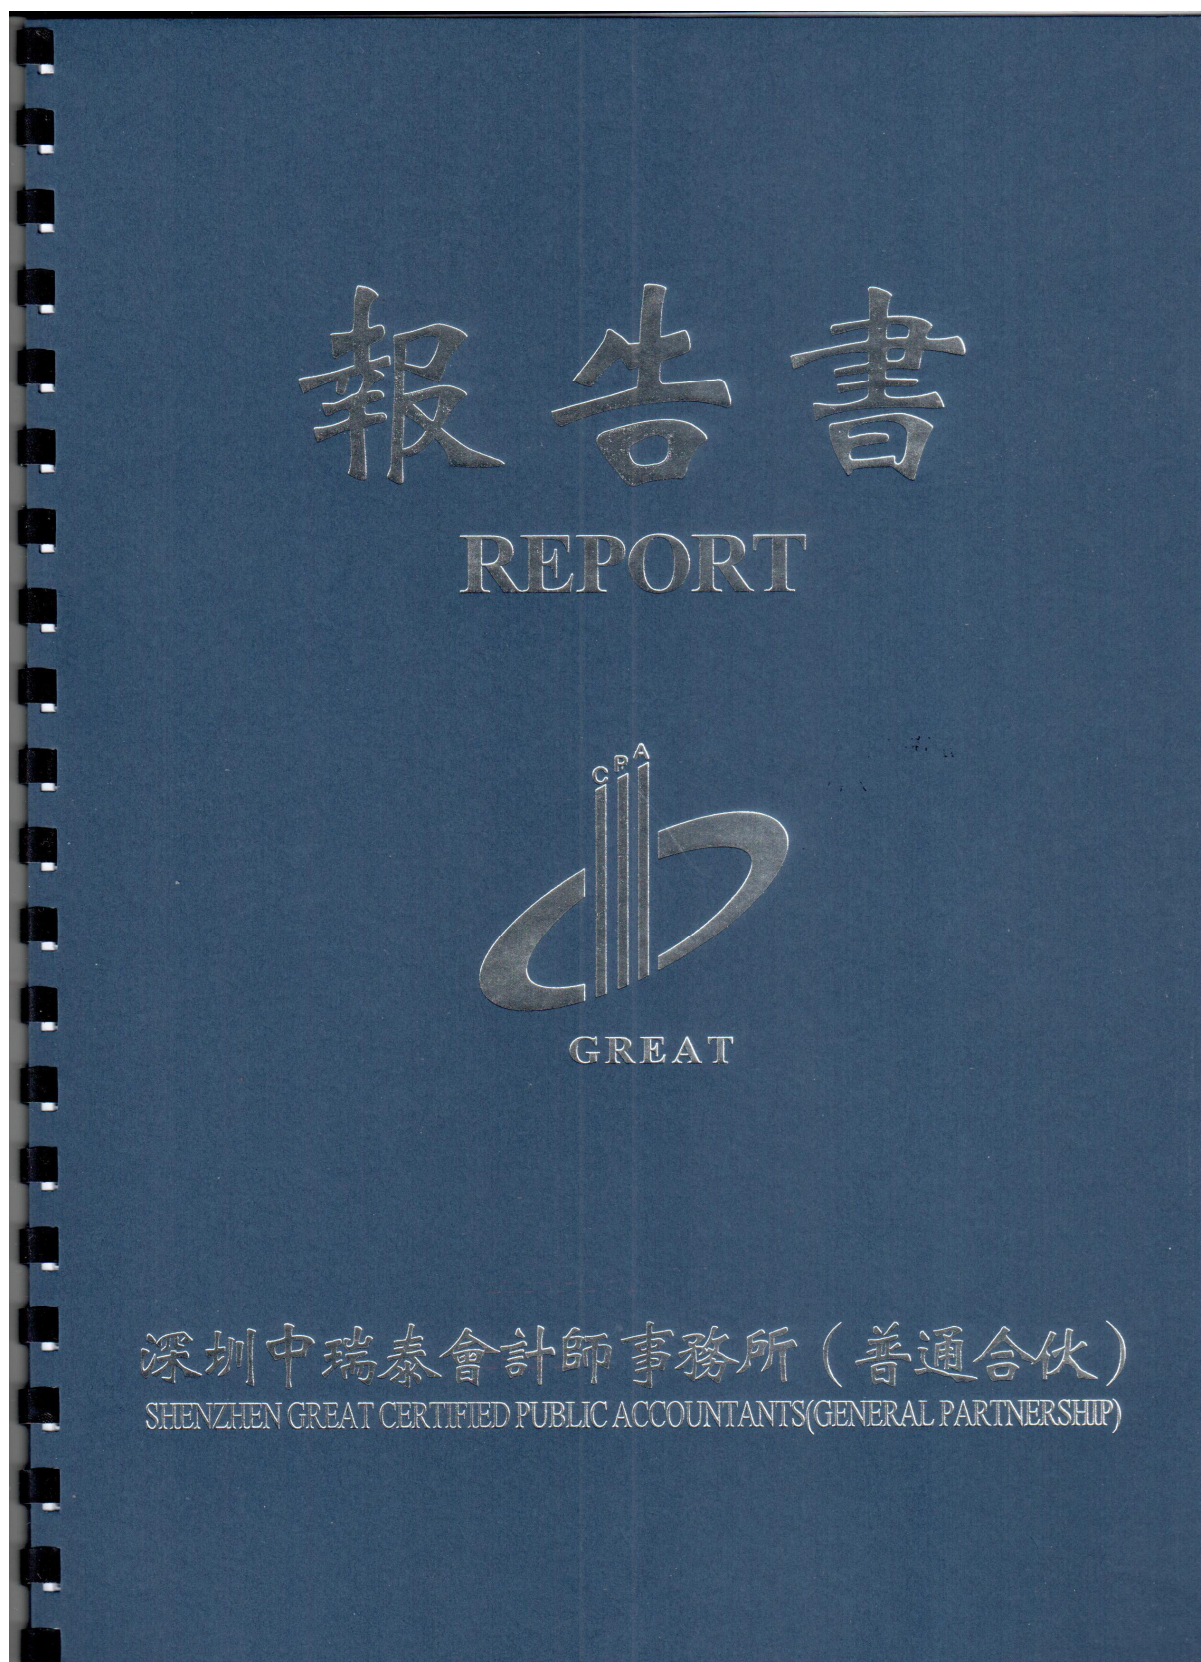 報告書
REPORT
CPA
GREAT
深圳中瑞泰會計師事務所（普通合伙）
SHENZHEN GREAT CERTIFIED PUBLIC ACCOUNTANTS(GENERAL PARTNERSHIP)